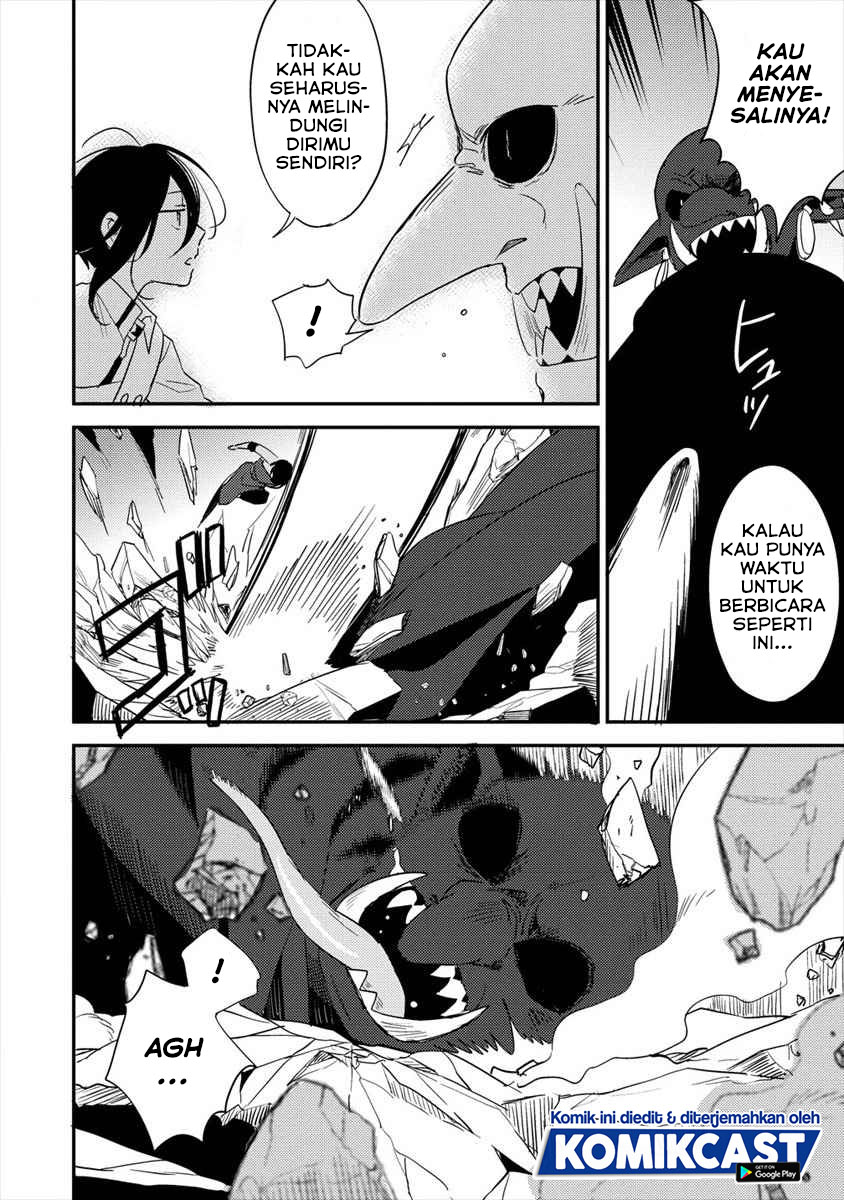 KAU
AKAN
MENYE-
SALINYA!
ヒュッ
KALAU
KAU PUNYA
WAKTU
UNTUK
BERBICARA
SEPERTI
INI...
TIDAK-
KAH KAU
SEHARUS-
NYA MELIN-
DUNGI
DIRIMU
SENDIRI?
!
!
AGH
...
Komik ini diedit & diterjemahkan oleh
KOMIKCAST
GET IT ON
Google Play